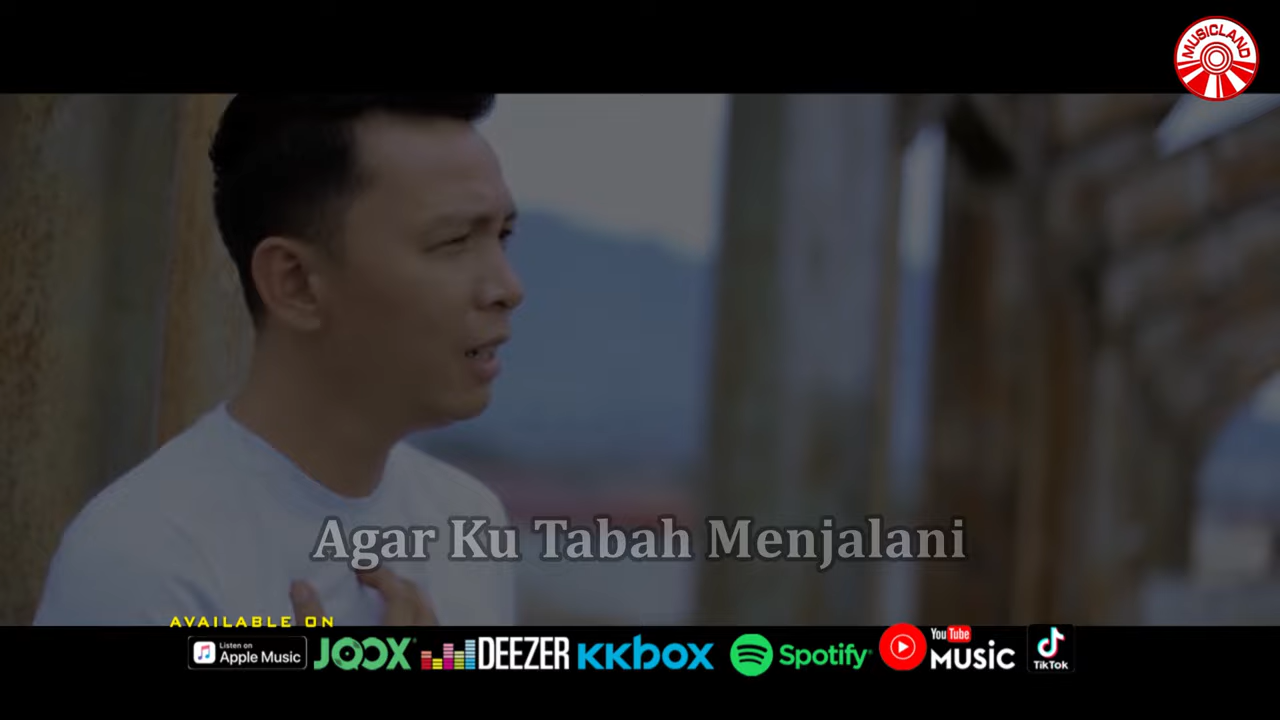 MUSICLAND
Agar Ku Tabah Menjalani
AVAILABLE ON
Listen on
Apple Music
JOOX
DEEZER
KKBOX
Spotify
YouTube
MUSIC
TikTok